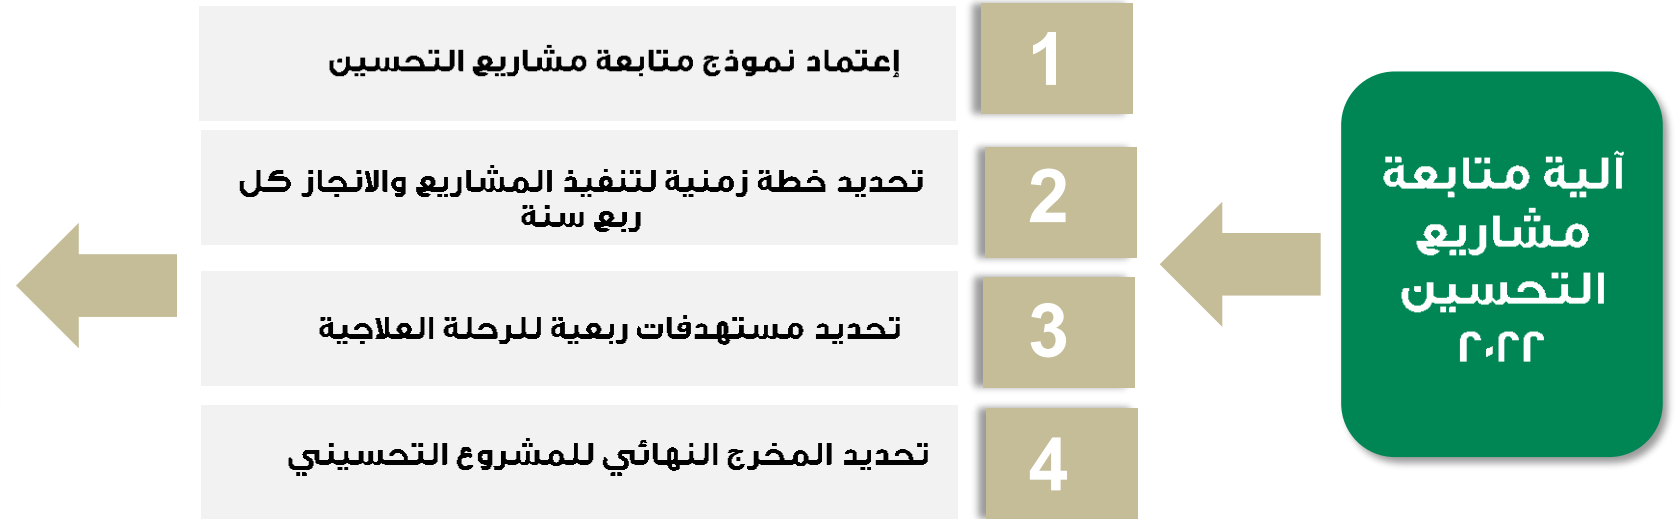 آلية متابعة
مشاريع
التحسين
٢٠٢٢
1
إعتماد نموذج متابعة مشاريع التحسين
2
تحديد خطة زمنية لتنفيذ المشاريع والانجاز كل
ربع سنة
3
تحديد مستهدفات ربعية للرحلة العلاجية
4
تحديد المخرج النهائي للمشروع التحسيني